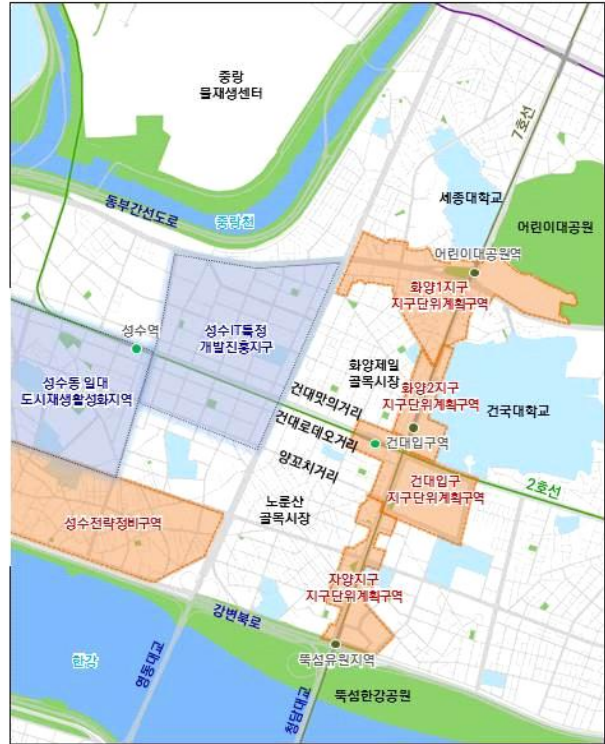 중랑
물재생센터
7호선
세종대학교
동부간선도로
중랑천
어린이대공원
어린이대공원역
화양1지구
지구단위계획구역
성수역
성수IT특정
개발진흥지구
화양제일
골목시장
성수동 일대
도시재생활성화지역
건대맛의거리
화양2지구
지구단위계획구역
건국대학교
건대로데오거리
건대입구역
양꼬치거리
건대입구
지구단위계획구역
2호선
노룬산
골목시장
성수전략정비구역
자양지구
지구단위계획구역
강변북로
뚝섬유원지역
한강
영동대교
청담대교
뚝섬한강공원